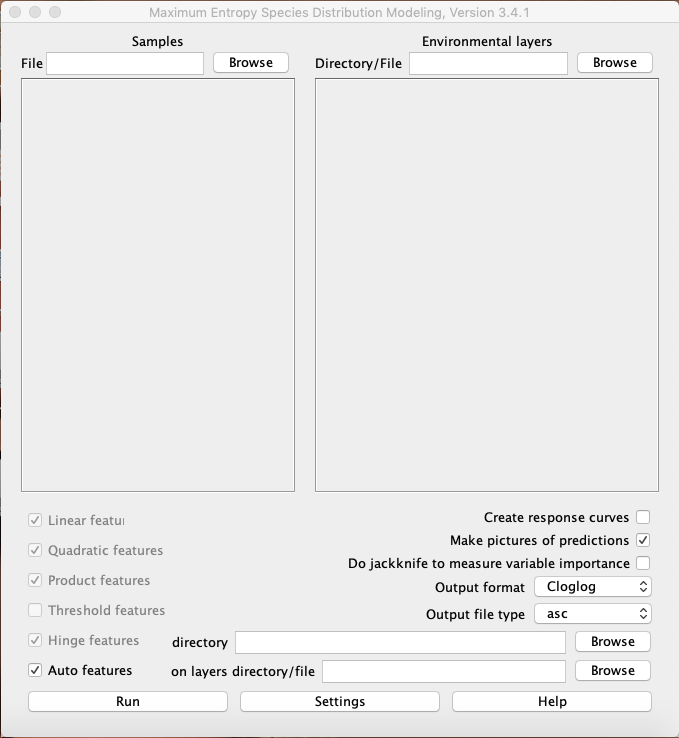 Maximum Entropy Species Distribution Modeling, Version 3.4.1
Samples
Environmental layers
File
Browse
Directory/File
Browse
Linear featu
Quadratic features
Product features
Threshold features
Hinge features
Auto features
Create response curves
Make pictures of predictions
Do jackknife to measure variable importance
Output format Cloglog
Output file type asc
directory
Browse
on layers directory/file
Browse
Run
Settings
Help